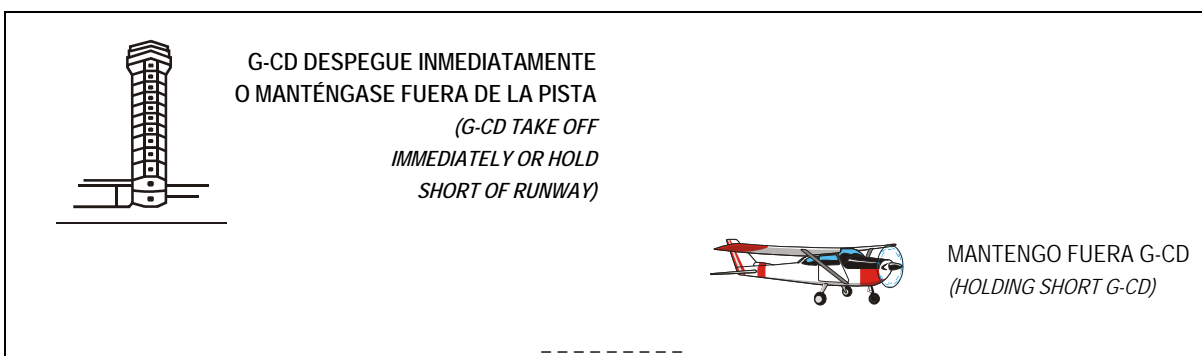 G-CD DESPEGUE INMEDIATAMENTE
O MANTÉNGASE FUERA DE LA PISTA
(G-CD TAKE OFF
IMMEDIATELY OR HOLD
SHORT OF RUNWAY)
MANTENGO FUERA G-CD
(HOLDING SHORT G-CD)